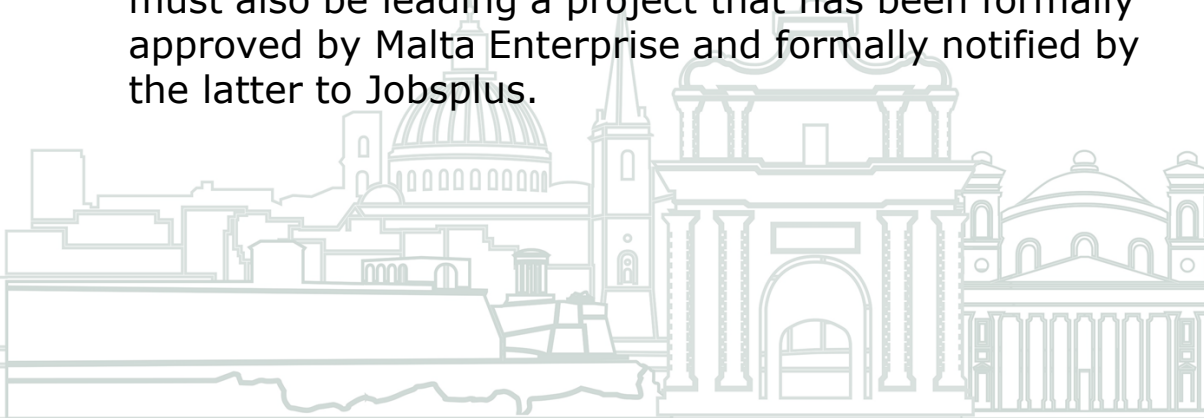 must also be leading a project that has been formally
approved by Malta Enterprise and formally notified by
the latter to Jobsplus.